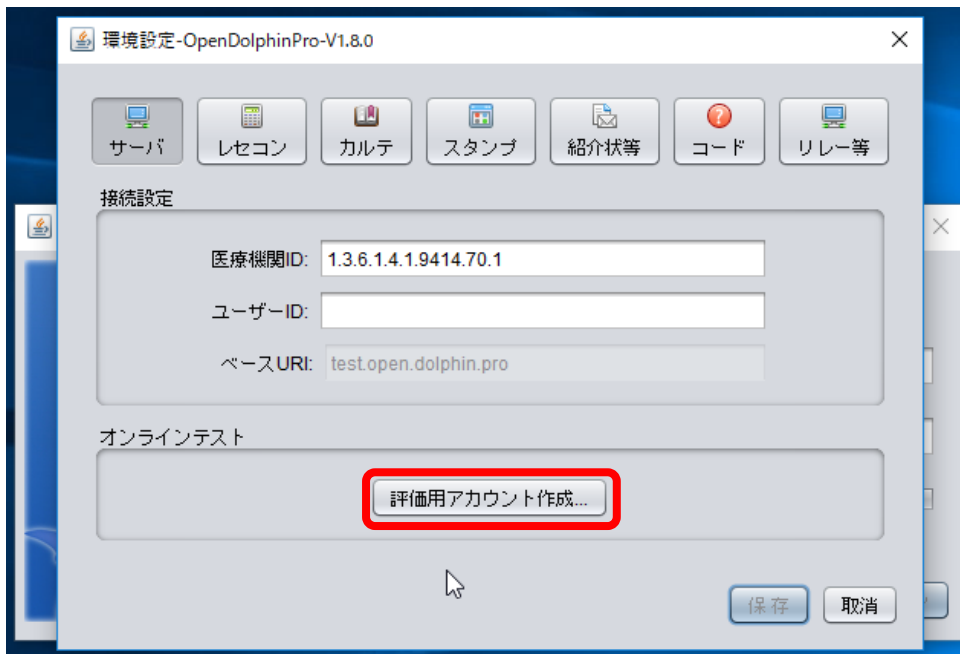 環境設定-OpenDolphinPro-V1.8.0
サーバ レセコン カルテ スタンプ 紹介状等 コード リレー等
接続設定
医療機関ID: 1.3.6.1.4.1.9414.70.1
ユーザーID:
ベースURI: test.open.dolphin.pro
オンラインテスト
評価用アカウント作成...
保存 取消